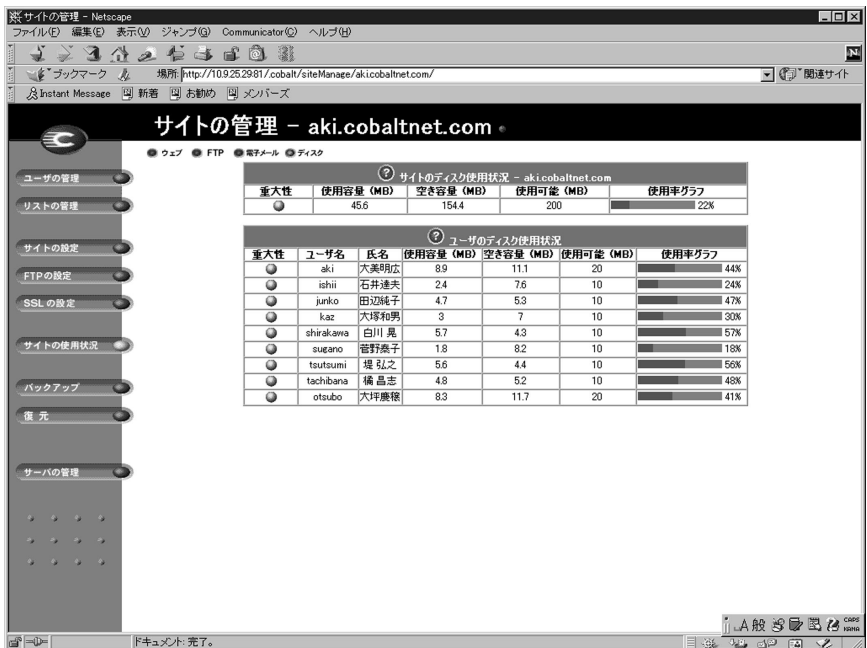 サイトの管理 - Netscape
ファイル(F) 編集(E) 表示(V) ジャンプ(G) Communicator(C) ヘルプ(H)
ブックマーク 場所: http://10.9.25.29:81/.cobalt/siteManage/aki.cobaltnet.com/ 関連サイト
Instant Message 新着 お勧め メンバーズ
サイトの管理 - aki.cobaltnet.com
ウェブ FTP 電子メール ディスク
ユーザの管理
リストの管理
サイトの設定
FTPの設定
SSLの設定
サイトの使用状況
バックアップ
復元
サーバの管理
サイトのディスク使用状況 - aki.cobaltnet.com
重大性 使用容量 (MB) 空き容量 (MB) 使用可能 (MB) 使用率グラフ
45.6 154.4 200 22%
ユーザのディスク使用状況
重大性 ユーザ名 氏名 使用容量 (MB) 空き容量 (MB) 使用可能 (MB) 使用率グラフ
aki 大美明広 8.9 11.1 20 44%
ishii 石井達夫 2.4 7.6 10 24%
junko 田辺純子 4.7 5.3 10 47%
kaz 大塚和男 3 7 10 30%
shirakawa 白川 晃 5.7 4.3 10 57%
sugano 菅野泰子 1.8 8.2 10 18%
tsutsumi 堤 弘之 5.6 4.4 10 56%
tachibana 橘 昌志 4.8 5.2 10 48%
otsubo 大坪慶穣 8.3 11.7 20 41%
A 般 CAPS
KANA
ドキュメント: 完了。